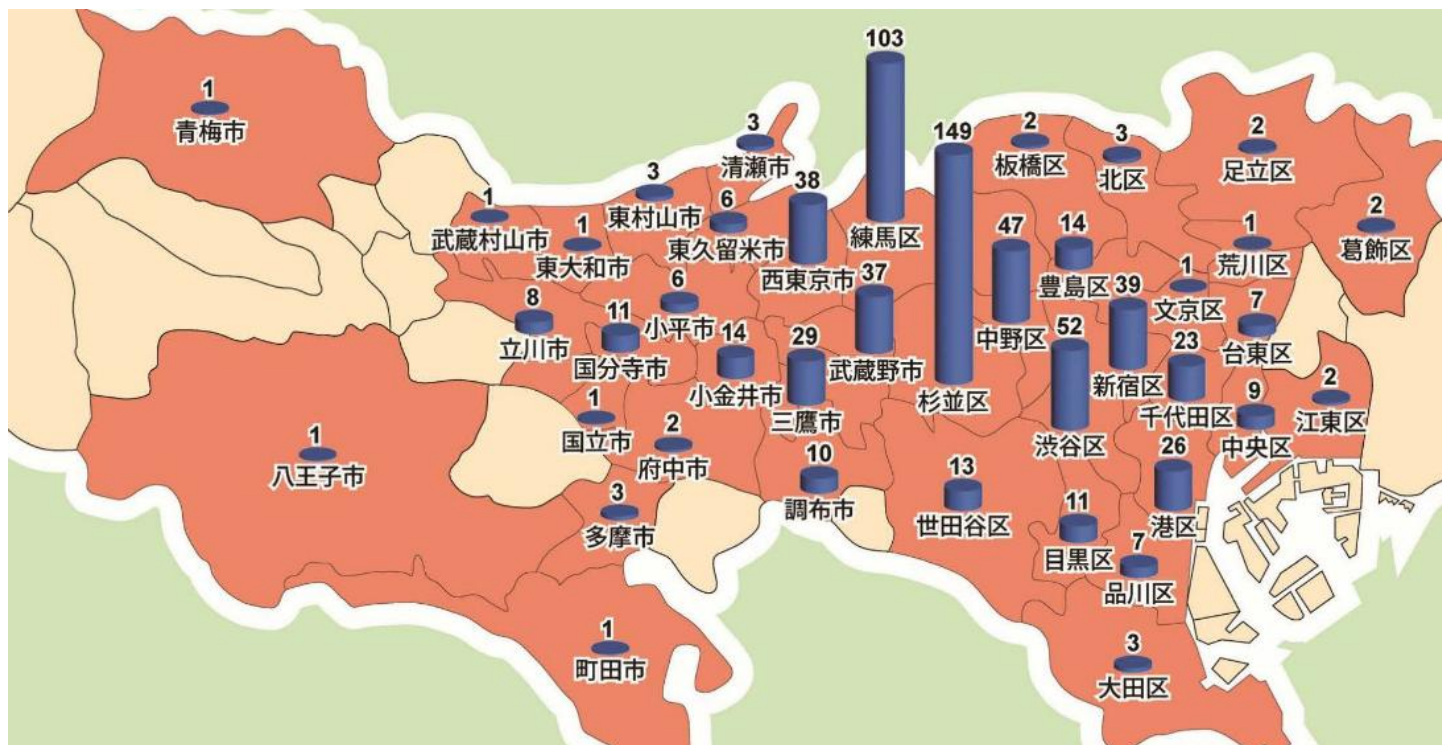 103
練馬区
1
青梅市
3
清瀬市
149
杉並区
2
板橋区
3
北区
2
足立区
1
武蔵村山市
3
東村山市
6
東久留米市
38
西東京市
47
中野区
14
豊島区
1
荒川区
2
葛飾区
1
東大和市
8
立川市
11
国分寺市
6
小平市
14
小金井市
29
三鷹市
37
武蔵野市
52
渋谷区
39
新宿区
1
文京区
23
千代田区
7
台東区
9
中央区
2
江東区
1
国立市
2
府中市
1
八王子市
3
多摩市
10
調布市
13
世田谷区
11
目黒区
26
港区
7
品川区
1
町田市
3
大田区